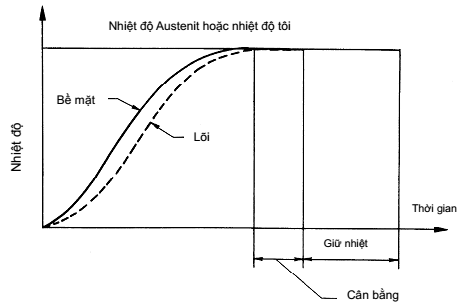 Nhiệt độ Austenit hoặc nhiệt độ tôi
Bề mặt
Lõi
Nhiệt độ
Thời gian
Giữ nhiệt
Cân bằng